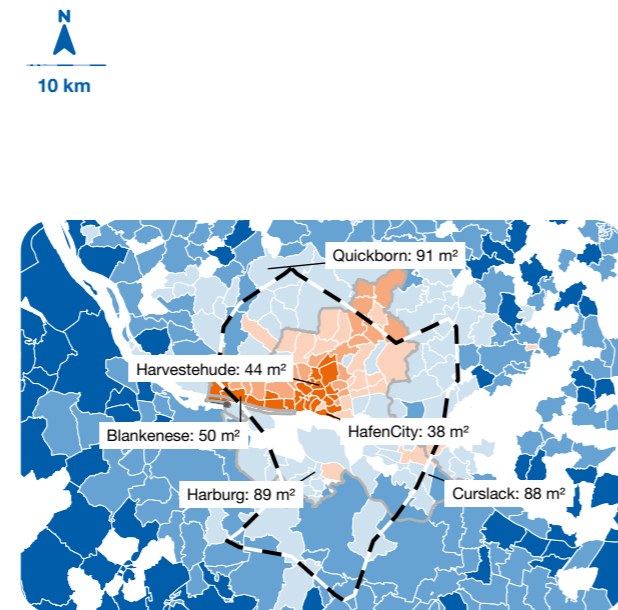 N
10 km
Quickborn: 91 m²
Harvestehude: 44 m²
Blankenese: 50 m²
HafenCity: 38 m²
Harburg: 89 m²
Curslack: 88 m²